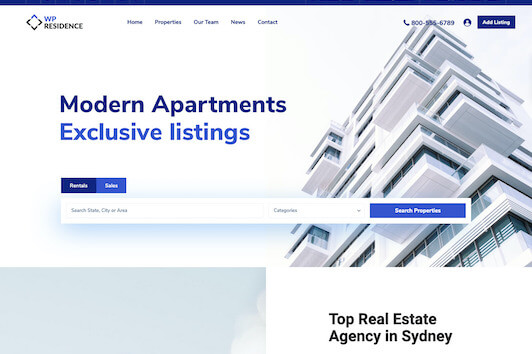 WP
RESIDENCE
Home
Properties
Our Team
News
Contact
800-555-6789
Add Listing
Modern Apartments
Exclusive listings
Rentals
Sales
Search State, City or Area
Categories
Search Properties
Top Real Estate
Agency in Sydney